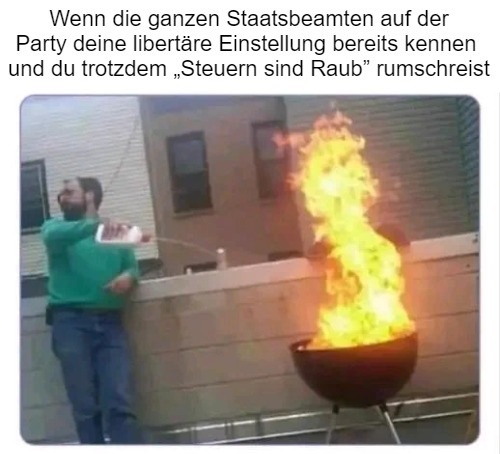 Wenn die ganzen Staatsbeamten auf der
Party deine libertäre Einstellung bereits kennen
und du trotzdem „Steuern sind Raub” rumschreist